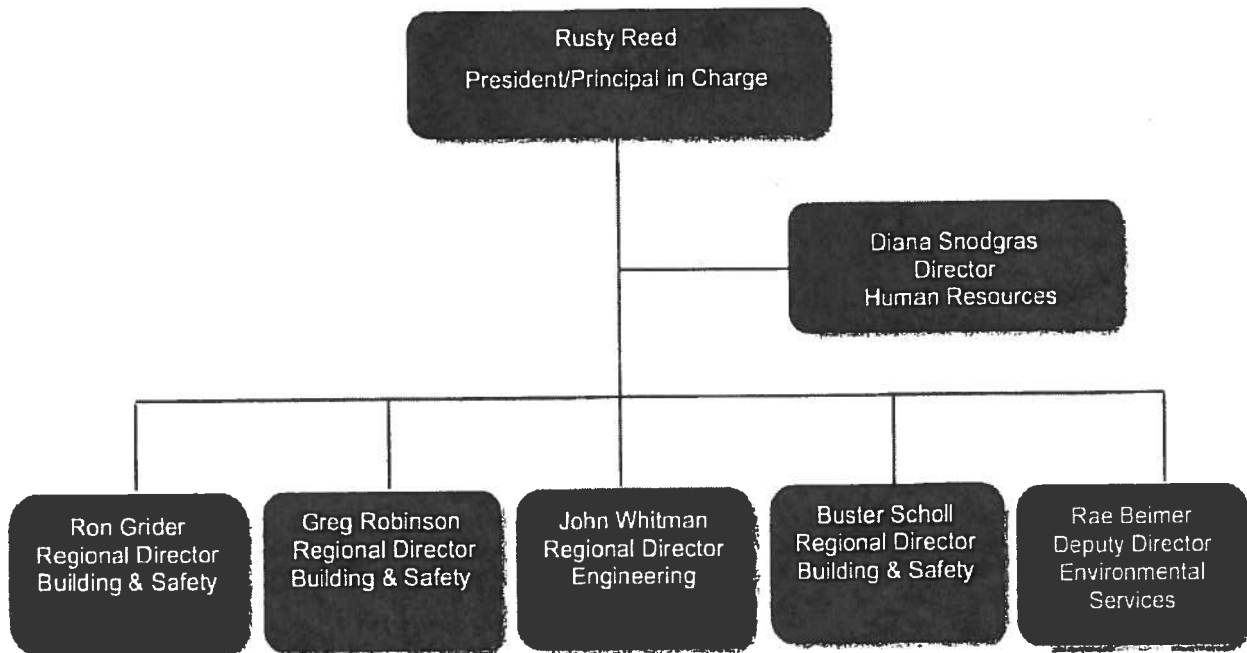 Rusty Reed
President/Principal in Charge
Diana Snodgras
Director
Human Resources
Ron Grider
Regional Director
Building & Safety
Greg Robinson
Regional Director
Building & Safety
John Whitman
Regional Director
Engineering
Buster Scholl
Regional Director
Building & Safety
Rae Beimer
Deputy Director
Environmental
Services